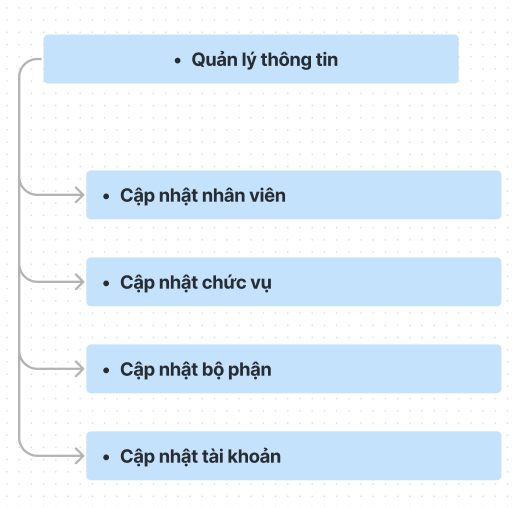 • Quản lý thông tin
• Cập nhật nhân viên
• Cập nhật chức vụ
• Cập nhật bộ phận
• Cập nhật tài khoản